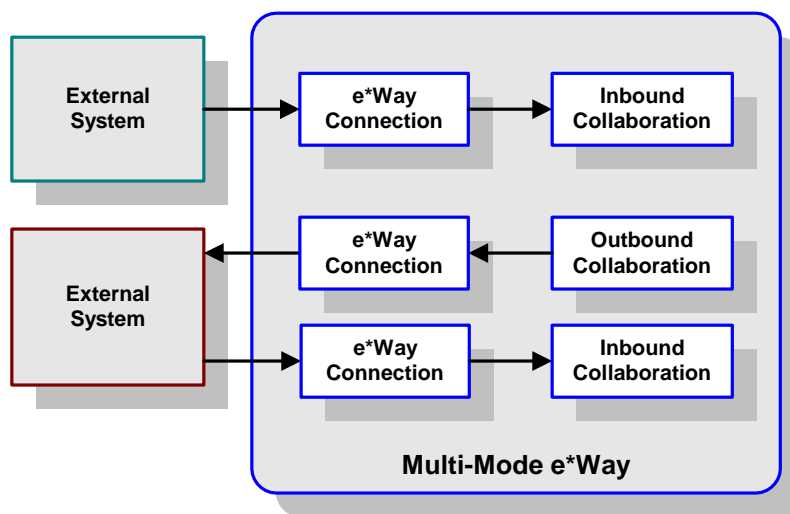 External
System
e*Way
Connection
Inbound
Collaboration
External
System
e*Way
Connection
Outbound
Collaboration
e*Way
Connection
Inbound
Collaboration
Multi-Mode e*Way